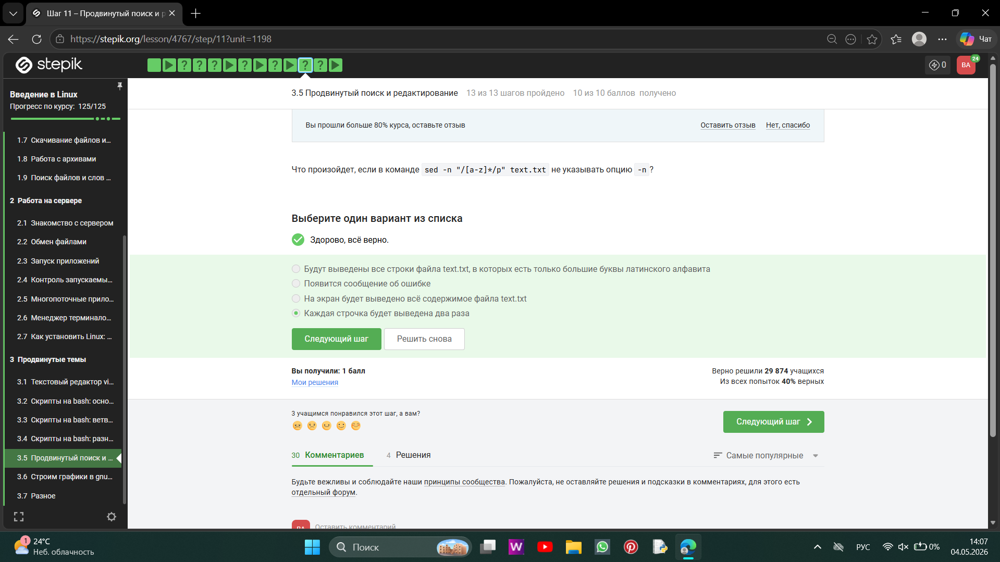 Шаг 11 – Продвинутый поиск и р
https://stepik.org/lesson/4767/step/11?unit=1198
Чат
stepik
? ? ? ? ? ? ?
0
ВА
24
Введение в Linux
Прогресс по курсу: 125/125
1.7 Скачивание файлов и...
1.8 Работа с архивами
1.9 Поиск файлов и слов ...
2 Работа на сервере
2.1 Знакомство с сервером
2.2 Обмен файлами
2.3 Запуск приложений
2.4 Контроль запускаемы...
2.5 Многопоточные прило...
2.6 Менеджер терминало...
2.7 Как установить Linux: ...
3 Продвинутые темы
3.1 Текстовый редактор vi...
3.2 Скрипты на bash: осно...
3.3 Скрипты на bash: ветв...
3.4 Скрипты на bash: разн...
3.5 Продвинутый поиск и ...
3.6 Строим графики в gnu...
3.7 Разное
3.5 Продвинутый поиск и редактирование 13 из 13 шагов пройдено 10 из 10 баллов получено
Вы прошли больше 80% курса, оставьте отзыв Оставить отзыв Нет, спасибо
Что произойдет, если в команде sed -n "/[a-z]*/p" text.txt не указывать опцию -n ?
Выберите один вариант из списка
Здорово, всё верно.
Будут выведены все строки файла text.txt, в которых есть только большие буквы латинского алфавита
Появится сообщение об ошибке
На экран будет выведено всё содержимое файла text.txt
Каждая строчка будет выведена два раза
Следующий шаг Решить снова
Вы получили: 1 балл
Мои решения
Верно решили 29 874 учащихся
Из всех попыток 40% верных
3 учащимся понравился этот шаг, а вам?
Следующий шаг
30 Комментариев 4 Решения Самые популярные
Будьте вежливы и соблюдайте наши принципы сообщества. Пожалуйста, не оставляйте решения и подсказки в комментариях, для этого есть
отдельный форум.
ВА Оставить комментарий
1
24°C
Неб. облачность
Поиск
W
РУС
0%
14:07
04.05.2026